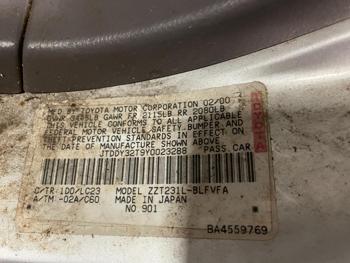 MFD BY TOYOTA MOTOR CORPORATION 02/00
GVWR 3415LB GAWR FR 2115LB RR 2080LB
THIS VEHICLE CONFORMS TO ALL APPLICABLE
FEDERAL MOTOR VEHICLE SAFETY, BUMPER, AND
THEFT PREVENTION STANDARDS IN EFFECT ON
THE DATE OF MANUFACTURE SHOWN ABOVE.
JTDDY32T9Y0023288 PASS. CAR
TOYOTA
C/TR 1D0/LC23 MODEL ZZT231L-BLFVFA
A/TM -02A/C60 MADE IN JAPAN
NO. 901
BA4559769